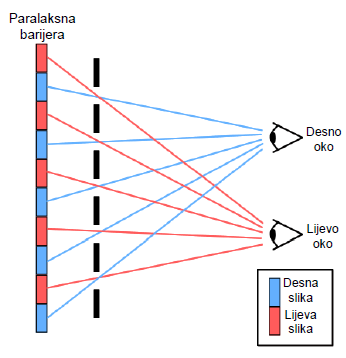 Paralaksna
barijera
Desno
oko
Lijevo
oko
Desna
slika
Lijeva
slika